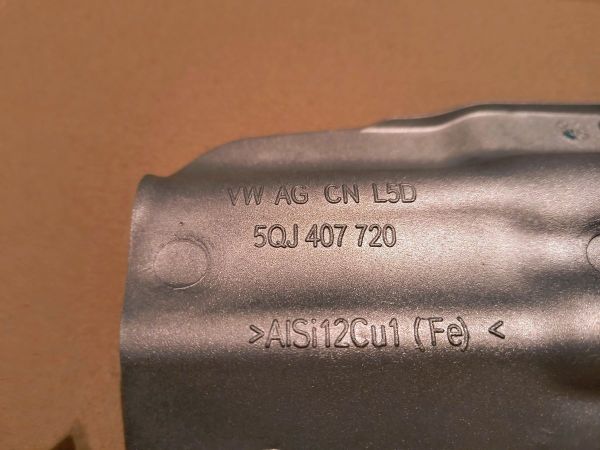 VW AG CN L5D
5QJ 407 720
>AlSi12Cu1 (Fe) <